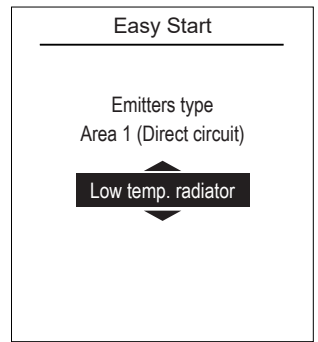 Easy Start
Emitters type
Area 1 (Direct circuit)
Low temp. radiator